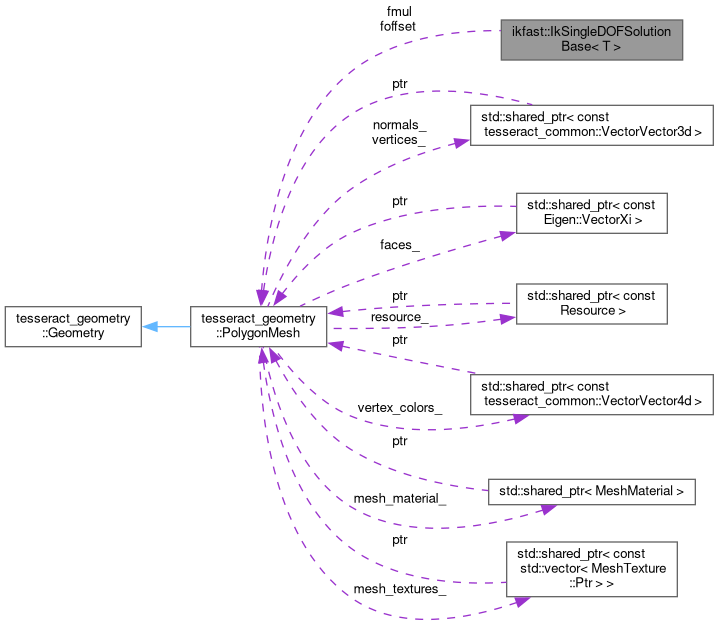 fmul
foffset
ikfast::IkSingleDOFSolution
Base< T >
ptr
std::shared_ptr< const
tesseract_common::VectorVector3d >
normals_
vertices_
ptr
std::shared_ptr< const
Eigen::VectorXi >
faces_
ptr
std::shared_ptr< const
Resource >
tesseract_geometry
::Geometry
tesseract_geometry
::PolygonMesh
resource_
ptr
std::shared_ptr< const
tesseract_common::VectorVector4d >
vertex_colors_
ptr
std::shared_ptr< MeshMaterial >
mesh_material_
ptr
std::shared_ptr< const
std::vector< MeshTexture
::Ptr > >
mesh_textures_